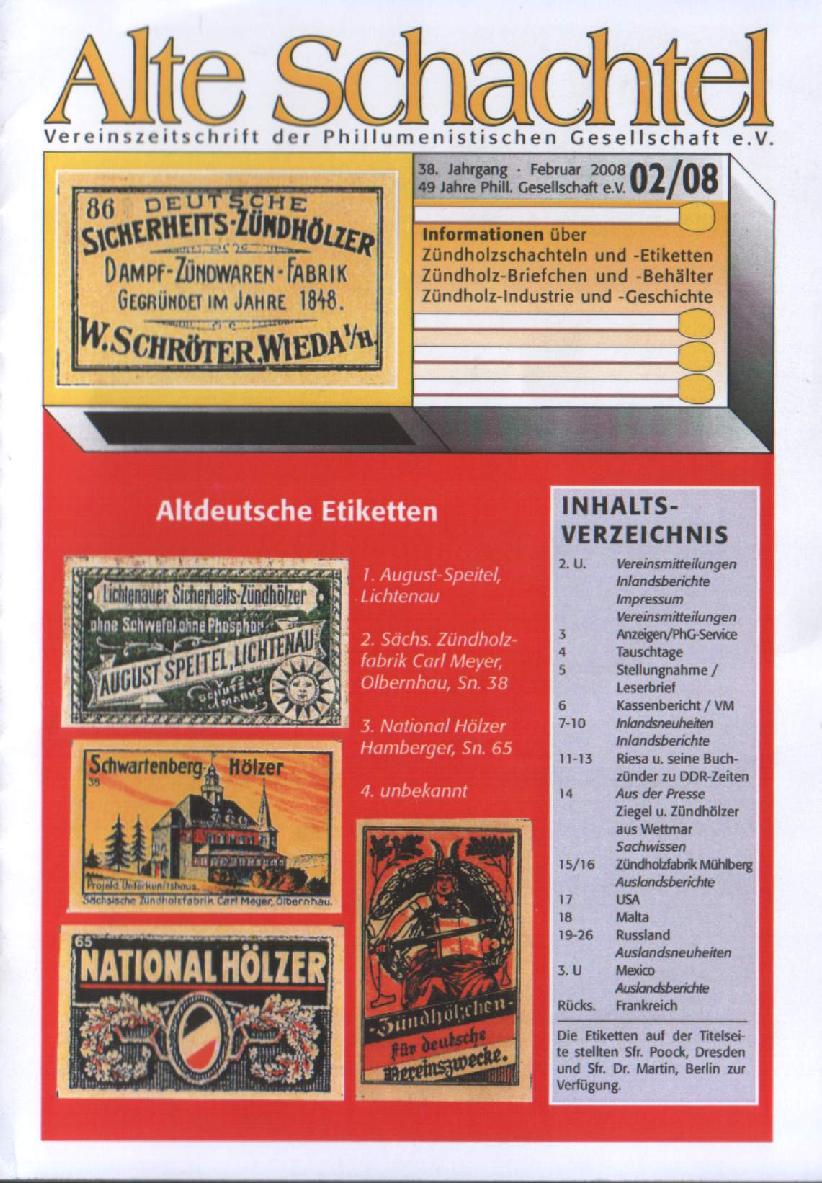 Alte Schachtel
Vereinszeitschrift der Phillumenistischen Gesellschaft e.V.
86 DEUTSCHE
SICHERHEITS-ZÜNDHÖLZER
DAMPF-ZÜNDWAREN-FABRIK
GEGRÜNDET IM JAHRE 1848.
W. SCHRÖTER, WIEDA a/H.
38. Jahrgang · Februar 2008
49 Jahre Phill. Gesellschaft e.V. 02/08
Informationen über
Zündholzschachteln und -Etiketten
Zündholz-Briefchen und -Behälter
Zündholz-Industrie und -Geschichte
Altdeutsche Etiketten
Lichtenauer Sicherheits-Zündhölzer
ohne Schwefel, ohne Phosphor
AUGUST SPEITEL, LICHTENAU
SCHUTZ
MARKE
1. August-Speitel,
Lichtenau
2. Sächs. Zündholz-
fabrik Carl Meyer,
Olbernhau, Sn. 38
3. National Hölzer
Hamberger, Sn. 65
4. unbekannt
Schwartenberg Hölzer
38
Projekt. Unterkunftshaus.
Sächsische Zündholzfabrik Carl Meyer, Olbernhau.
65
NATIONAL HÖLZER
Zündhölzchen
für deutsche
Vereinszwecke.
INHALTS-
VERZEICHNIS
2. U. Vereinsmitteilungen
Inlandsberichte
Impressum
Vereinsmitteilungen
3 Anzeigen/PhG-Service
4 Tauschtage
5 Stellungnahme /
Leserbrief
6 Kassenbericht / VM
7-10 Inlandsneuheiten
Inlandsberichte
11-13 Riesa u. seine Buch-
zünder zu DDR-Zeiten
14 Aus der Presse
Ziegel u. Zündhölzer
aus Wettmar
Sachwissen
15/16 Zündholzfabrik Mühlberg
Auslandsberichte
17 USA
18 Malta
19-26 Russland
Auslandsneuheiten
3. U Mexico
Auslandsberichte
Rücks. Frankreich
Die Etiketten auf der Titelsei-
te stellten Sfr. Poock, Dresden
und Sfr. Dr. Martin, Berlin zur
Verfügung.